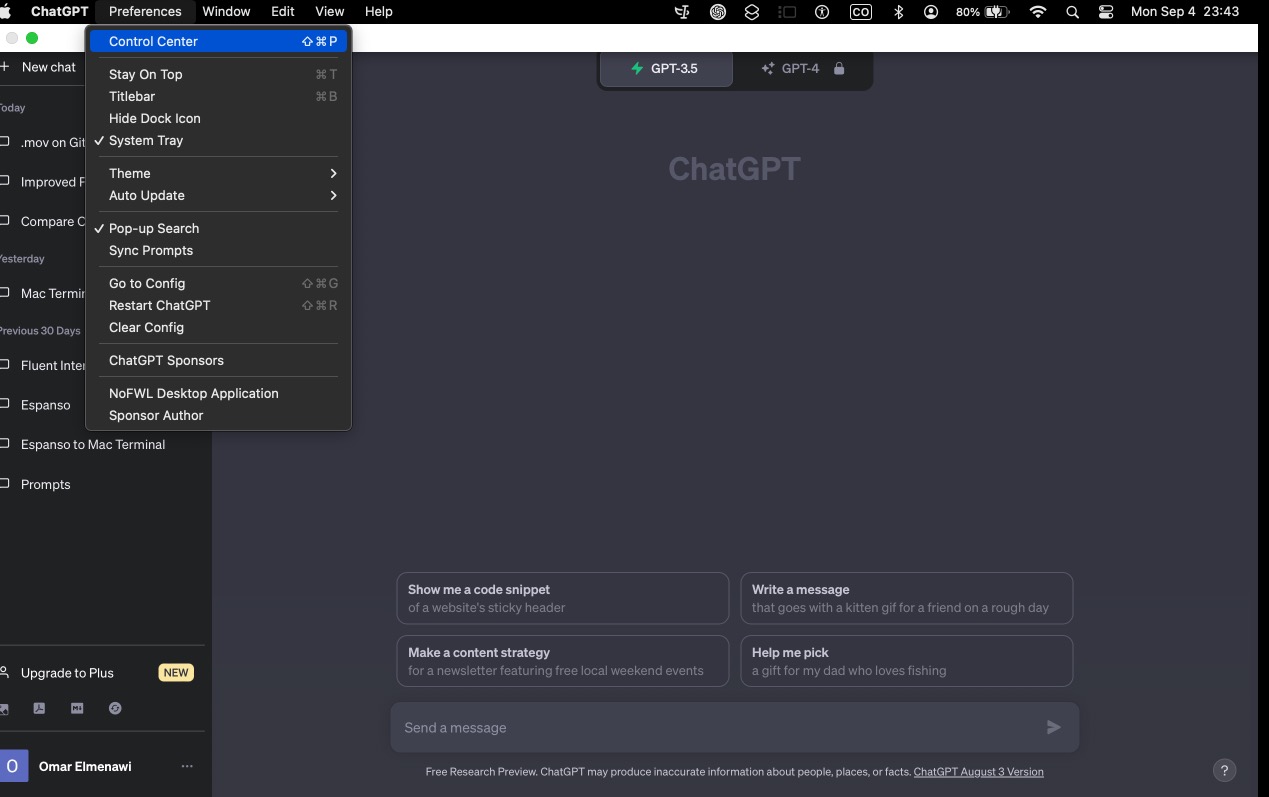 ChatGPT Preferences Window Edit View Help CO 80% Mon Sep 4 23:43
Control Center ⇧⌘P
Stay On Top ⌘T
Titlebar ⌘B
Hide Dock Icon
✓ System Tray
Theme
Auto Update
✓ Pop-up Search
Sync Prompts
Go to Config ⇧⌘G
Restart ChatGPT ⇧⌘R
Clear Config
ChatGPT Sponsors
NoFWL Desktop Application
Sponsor Author
+ New chat
Today
.mov on Git
Improved
Compare
Yesterday
Mac Termin
Previous 30 Days
Fluent Inte
Espanso
Espanso to Mac Terminal
Prompts
Upgrade to Plus NEW
O Omar Elmenawi ...
GPT-3.5 GPT-4
ChatGPT
Show me a code snippet
of a website's sticky header
Write a message
that goes with a kitten gif for a friend on a rough day
Make a content strategy
for a newsletter featuring free local weekend events
Help me pick
a gift for my dad who loves fishing
Send a message
Free Research Preview. ChatGPT may produce inaccurate information about people, places, or facts. ChatGPT August 3 Version
?